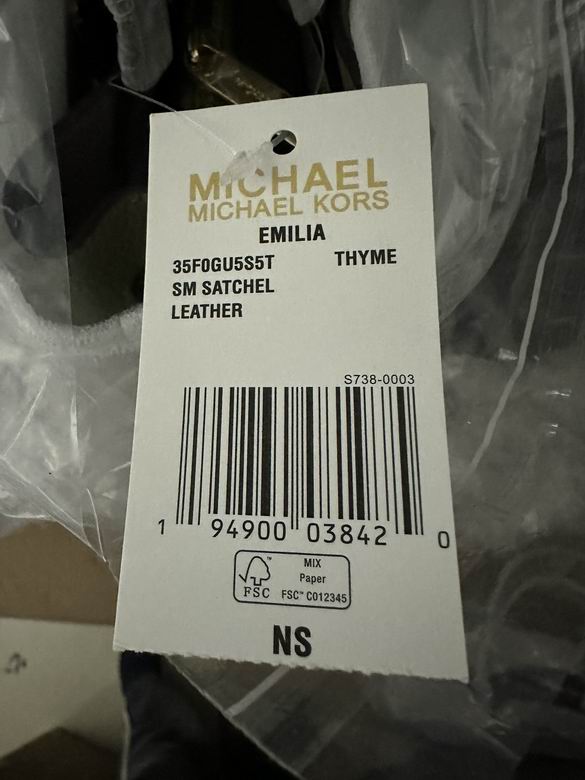 MICHAEL
MICHAEL KORS
EMILIA
35F0GU5S5T THYME
SM SATCHEL
LEATHER
S738-0003
1 94900 03842 0
FSC™
MIX
Paper
FSC™ C012345
NS